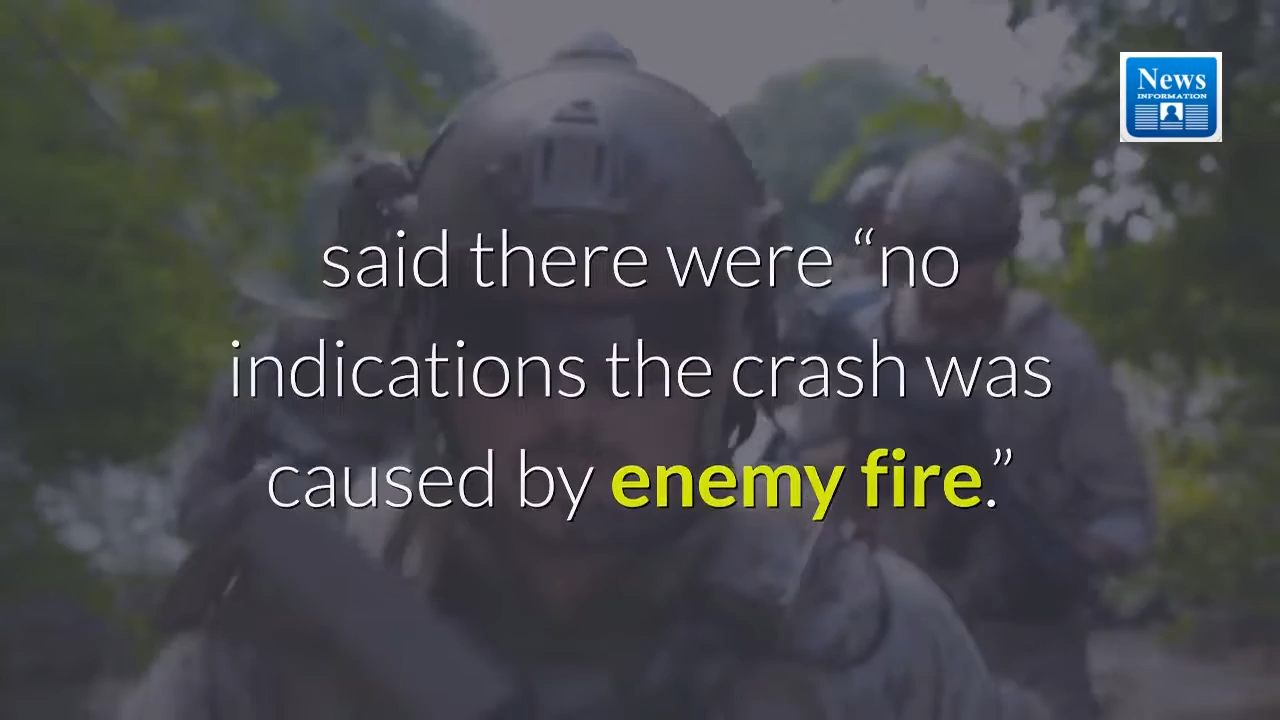 News
INFORMATION
said there were “no
indications the crash was
caused by enemy fire.”